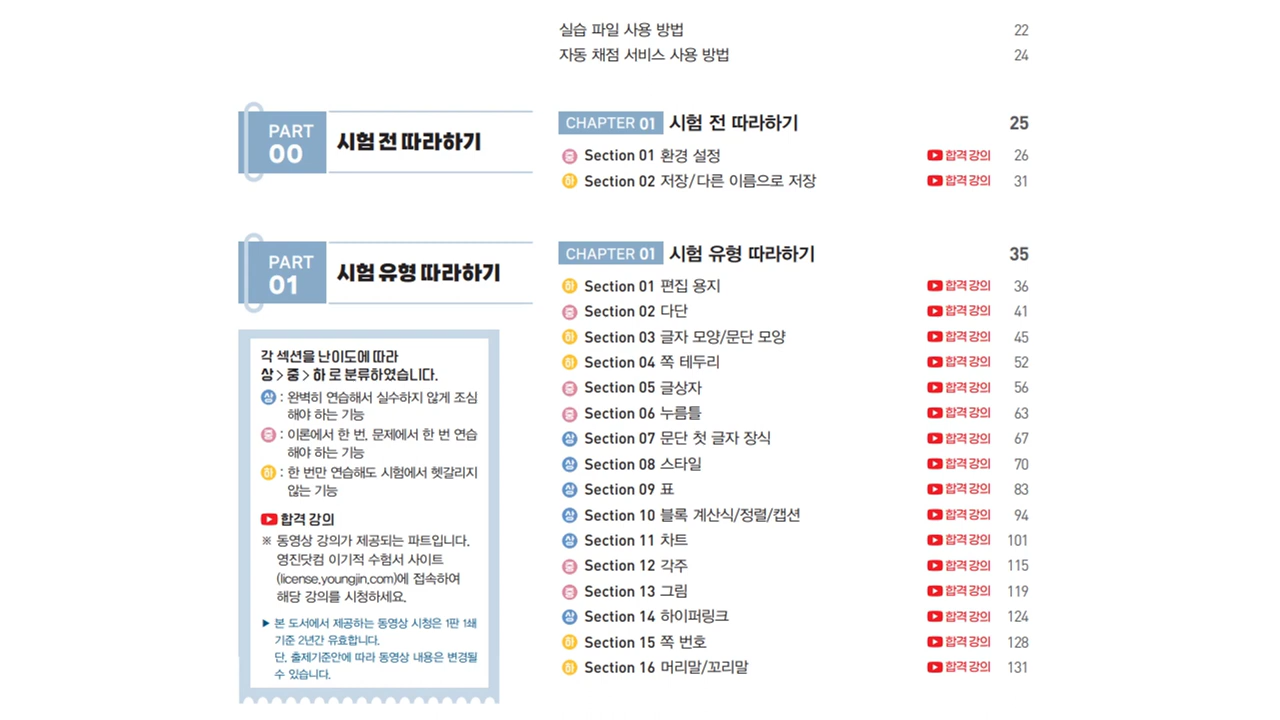 실습 파일 사용 방법 22
자동 채점 서비스 사용 방법 24
PART 00
시험 전 따라하기
CHAPTER 01 시험 전 따라하기 25
중 Section 01 환경 설정 합격 강의 26
하 Section 02 저장/다른 이름으로 저장 합격 강의 31
PART 01
시험 유형 따라하기
CHAPTER 01 시험 유형 따라하기 35
하 Section 01 편집 용지 합격 강의 36
중 Section 02 다단 합격 강의 41
하 Section 03 글자 모양/문단 모양 합격 강의 45
하 Section 04 쪽 테두리 합격 강의 52
중 Section 05 글상자 합격 강의 56
중 Section 06 누름틀 합격 강의 63
상 Section 07 문단 첫 글자 장식 합격 강의 67
상 Section 08 스타일 합격 강의 70
상 Section 09 표 합격 강의 83
상 Section 10 블록 계산식/정렬/캡션 합격 강의 94
상 Section 11 차트 합격 강의 101
중 Section 12 각주 합격 강의 115
중 Section 13 그림 합격 강의 119
상 Section 14 하이퍼링크 합격 강의 124
하 Section 15 쪽 번호 합격 강의 128
하 Section 16 머리말/꼬리말 합격 강의 131
각 섹션을 난이도에 따라
상 > 중 > 하 로 분류하였습니다.
상 : 완벽히 연습해서 실수하지 않게 조심
해야 하는 기능
중 : 이론에서 한 번, 문제에서 한 번 연습
해야 하는 기능
하 : 한 번만 연습해도 시험에서 헷갈리지
않는 기능
합격 강의
※ 동영상 강의가 제공되는 파트입니다.
영진닷컴 이기적 수험서 사이트
(license.youngjin.com)에 접속하여
해당 강의를 시청하세요.
▶ 본 도서에서 제공하는 동영상 시청은 1판 1쇄
기준 2년간 유효합니다.
단, 출제기준안에 따라 동영상 내용은 변경될
수 있습니다.